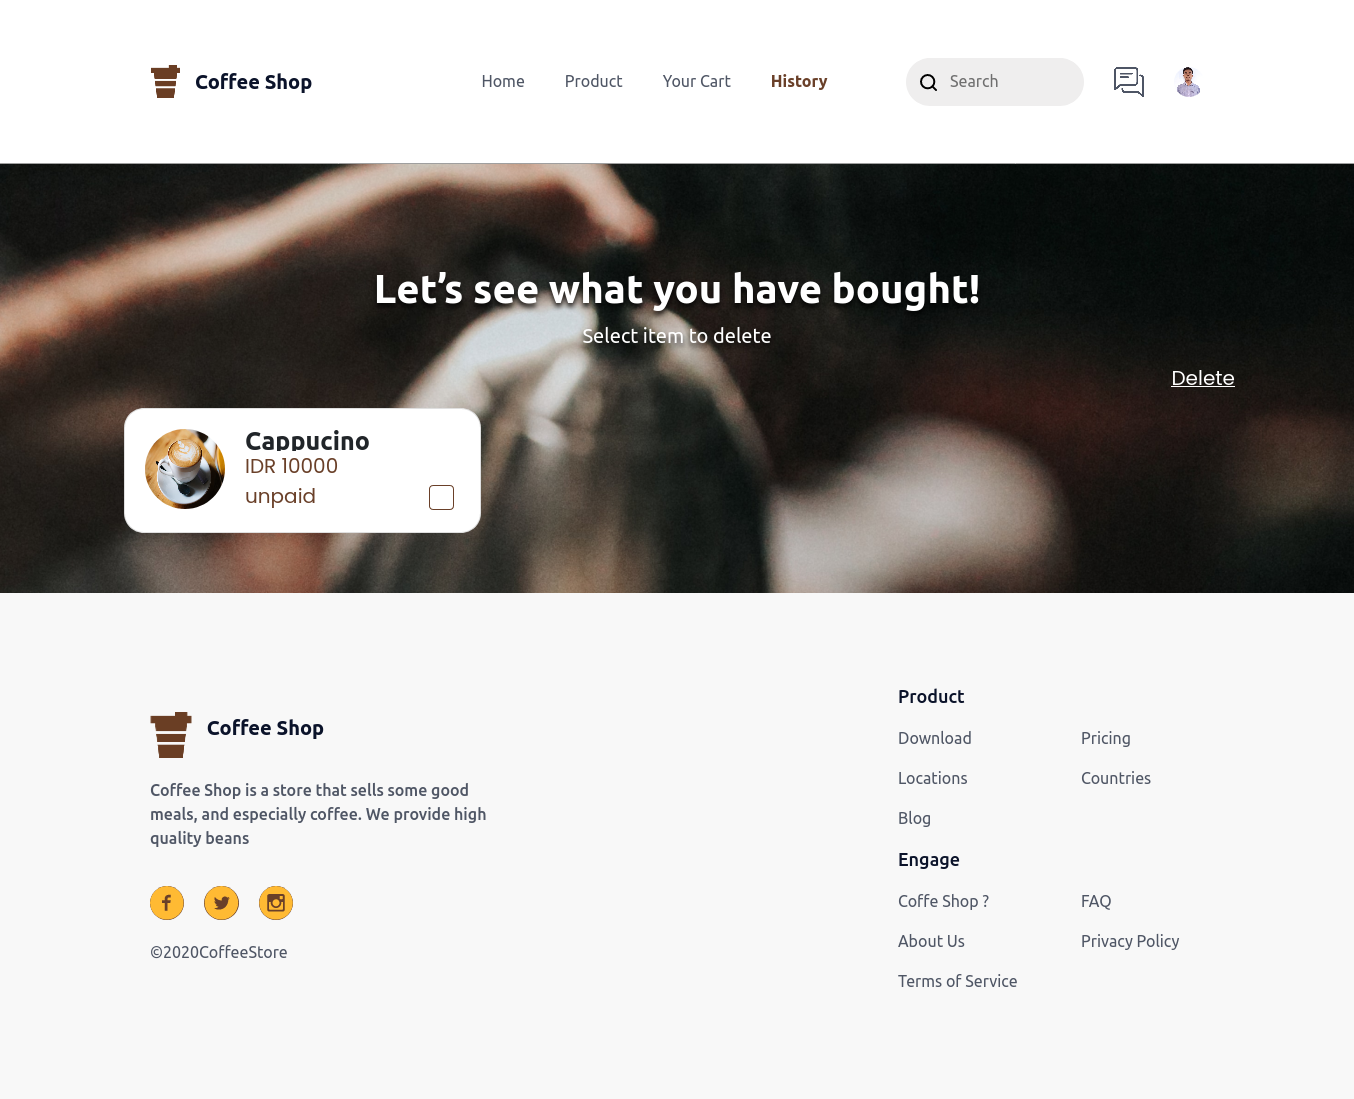 Coffee Shop
Home
Product
Your Cart
History
Search
Let’s see what you have bought!
Select item to delete
Delete
Cappucino
IDR 10000
unpaid
Coffee Shop
Coffee Shop is a store that sells some good
meals, and especially coffee. We provide high
quality beans
©2020CoffeeStore
Product
Download
Pricing
Locations
Countries
Blog
Engage
Coffe Shop ?
FAQ
About Us
Privacy Policy
Terms of Service